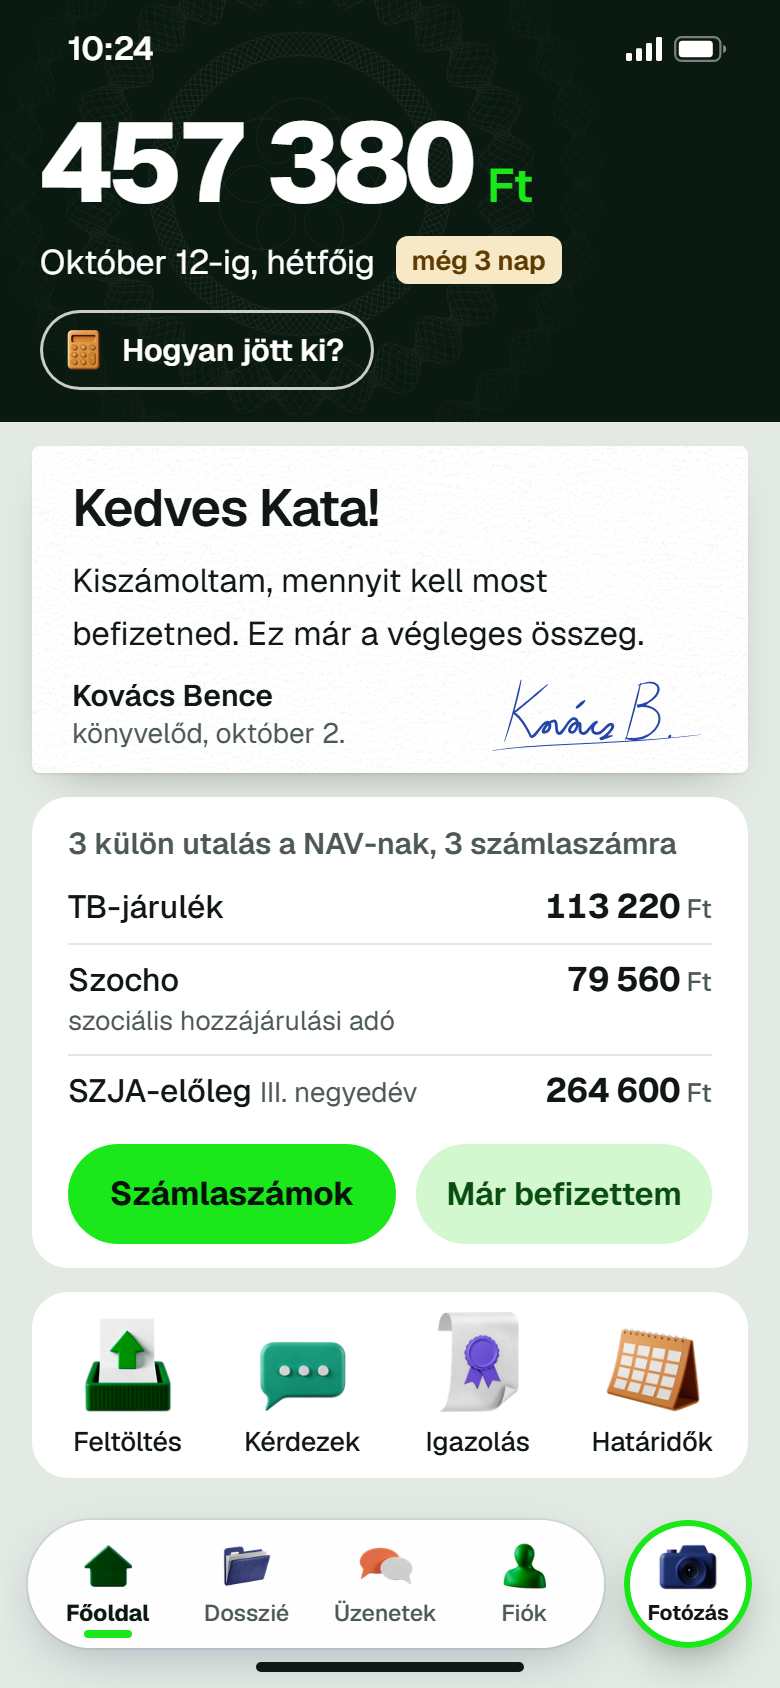 10:24
457 380 Ft
Október 12-ig, hétfőig még 3 nap
Hogyan jött ki?
Kedves Kata!
Kiszámoltam, mennyit kell most
befizetned. Ez már a végleges összeg.
Kovács Bence
könyvelőd, október 2.
Kovács B.
3 külön utalás a NAV-nak, 3 számlaszámra
TB-járulék 113 220 Ft
Szocho 79 560 Ft
szociális hozzájárulási adó
SZJA-előleg III. negyedév 264 600 Ft
Számlaszámok Már befizettem
Feltöltés Kérdezek Igazolás Határidők
Főoldal Dosszié Üzenetek Fiók Fotózás